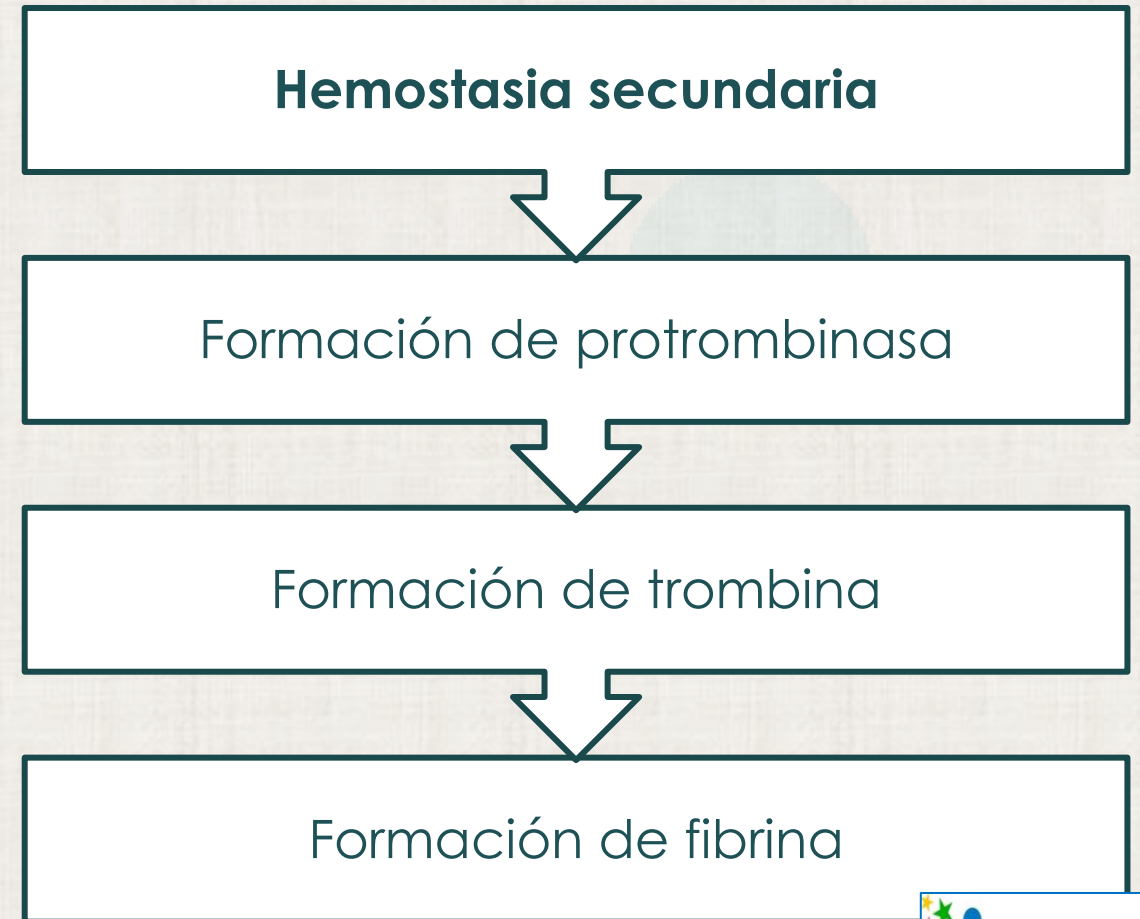 Hemostasia secundaria
Formación de protrombinasa
Formación de trombina
Formación de fibrina